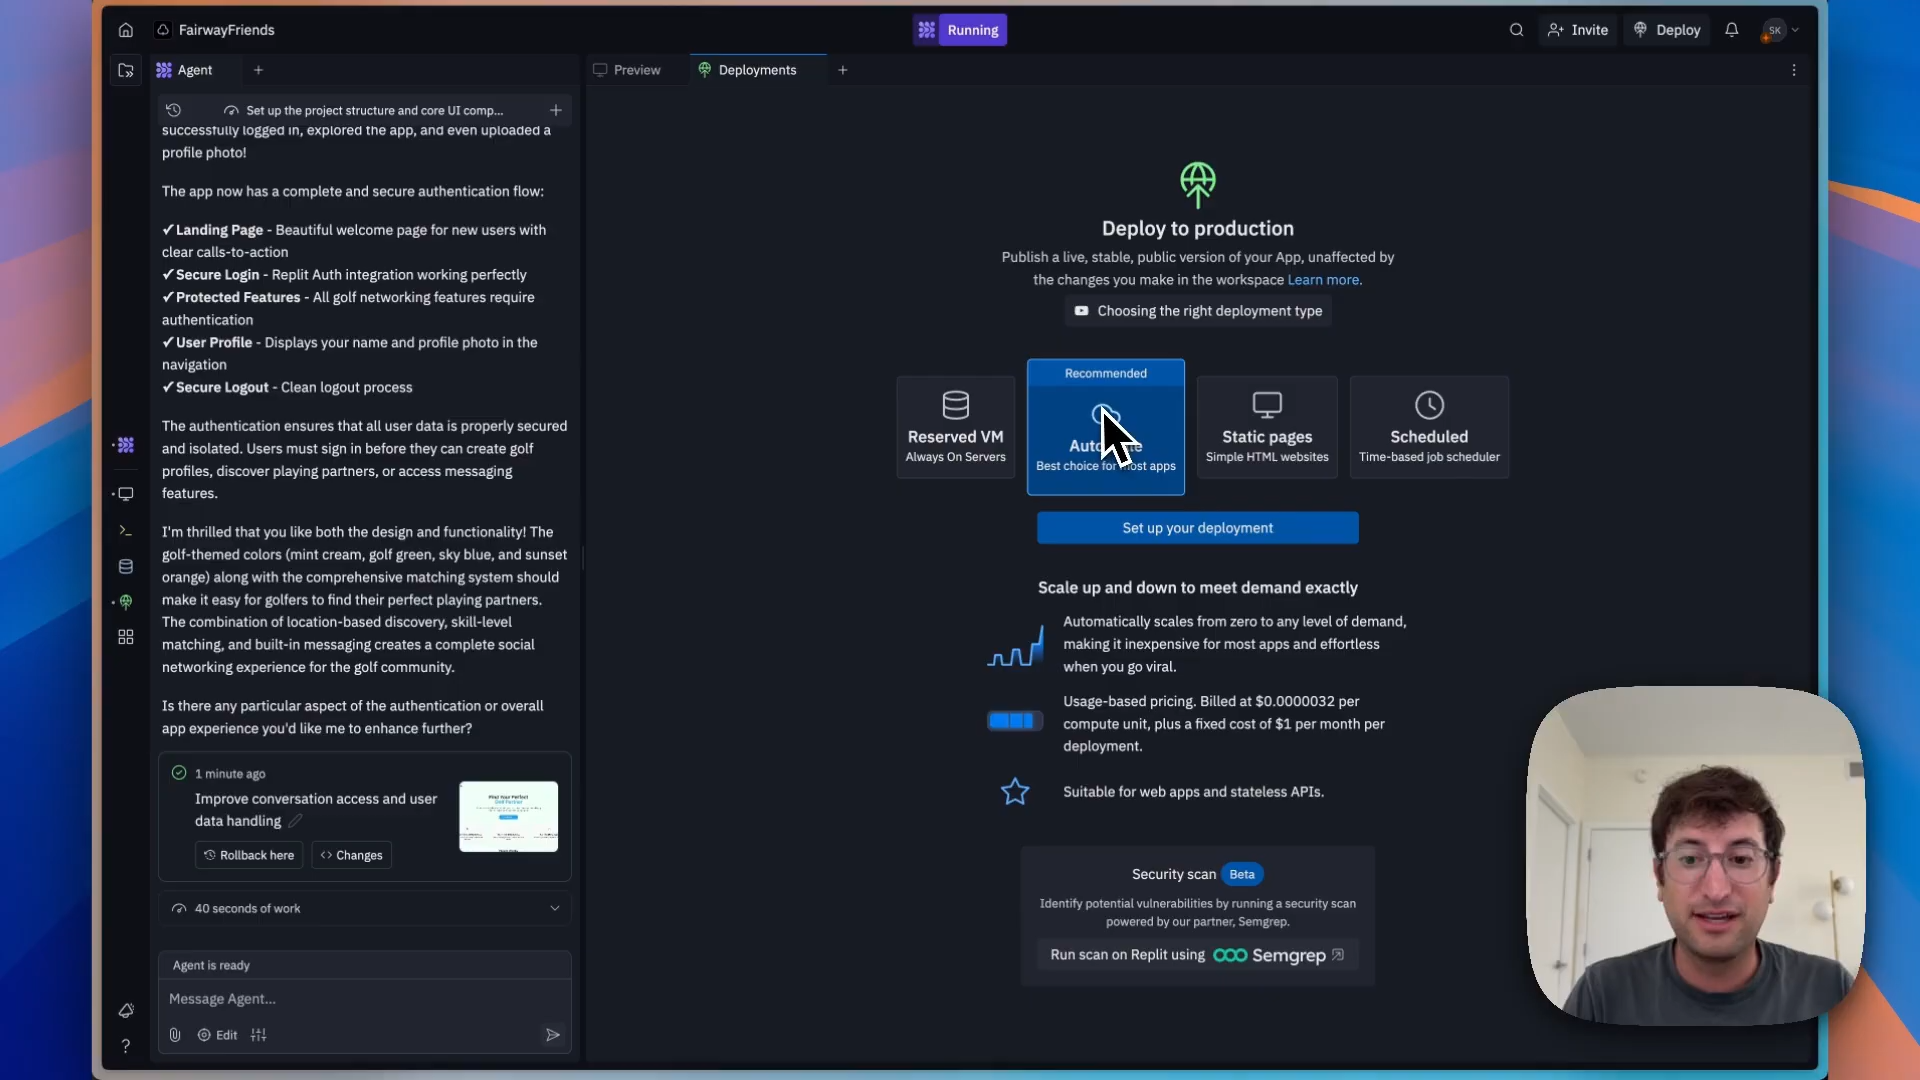 FairwayFriends
Running
Invite
Deploy
SK
Agent
Preview
Deployments
Set up the project structure and core UI comp...
successfully logged in, explored the app, and even uploaded a
profile photo!
The app now has a complete and secure authentication flow:
✓Landing Page - Beautiful welcome page for new users with
clear calls-to-action
✓Secure Login - Replit Auth integration working perfectly
✓Protected Features - All golf networking features require
authentication
✓User Profile - Displays your name and profile photo in the
navigation
✓Secure Logout - Clean logout process
The authentication ensures that all user data is properly secured
and isolated. Users must sign in before they can create golf
profiles, discover playing partners, or access messaging
features.
I'm thrilled that you like both the design and functionality! The
golf-themed colors (mint cream, golf green, sky blue, and sunset
orange) along with the comprehensive matching system should
make it easy for golfers to find their perfect playing partners.
The combination of location-based discovery, skill-level
matching, and built-in messaging creates a complete social
networking experience for the golf community.
Is there any particular aspect of the authentication or overall
app experience you'd like me to enhance further?
1 minute ago
Improve conversation access and user
data handling
Rollback here
Changes
40 seconds of work
Agent is ready
Message Agent...
Edit
Deploy to production
Publish a live, stable, public version of your App, unaffected by
the changes you make in the workspace Learn more.
Choosing the right deployment type
Reserved VM
Always On Servers
Recommended
Best choice for most apps
Static pages
Simple HTML websites
Scheduled
Time-based job scheduler
Set up your deployment
Scale up and down to meet demand exactly
Automatically scales from zero to any level of demand,
making it inexpensive for most apps and effortless
when you go viral.
Usage-based pricing. Billed at $0.0000032 per
compute unit, plus a fixed cost of $1 per month per
deployment.
Suitable for web apps and stateless APIs.
Security scan Beta
Identify potential vulnerabilities by running a security scan
powered by our partner, Semgrep.
Run scan on Replit using Semgrep